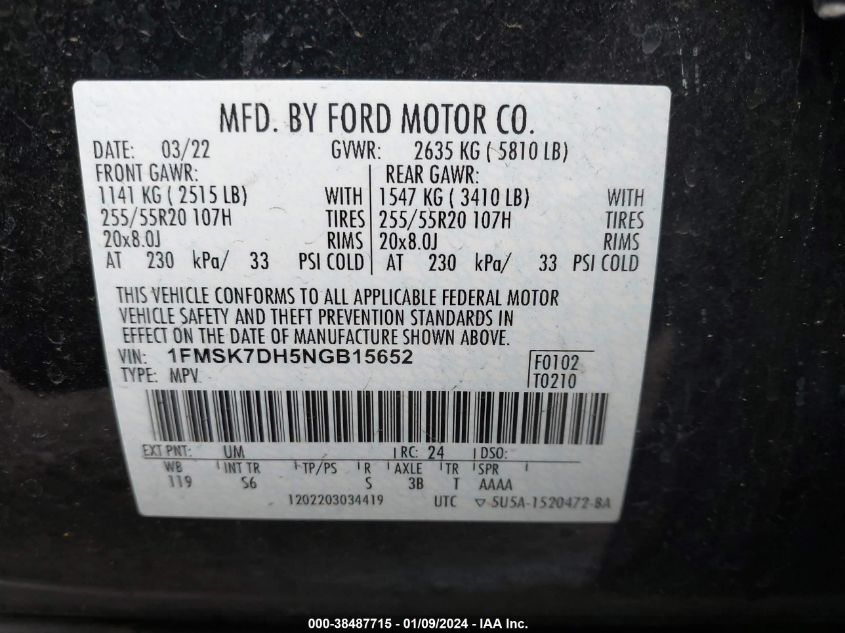 MFD. BY FORD MOTOR CO.
DATE: 03/22 GVWR: 2635 KG ( 5810 LB)
FRONT GAWR: REAR GAWR:
1141 KG ( 2515 LB) WITH 1547 KG ( 3410 LB) WITH
255/55R20 107H TIRES 255/55R20 107H TIRES
20x8.0J RIMS 20x8.0J RIMS
AT 230 kPa/ 33 PSI COLD AT 230 kPa/ 33 PSI COLD
THIS VEHICLE CONFORMS TO ALL APPLICABLE FEDERAL MOTOR
VEHICLE SAFETY AND THEFT PREVENTION STANDARDS IN
EFFECT ON THE DATE OF MANUFACTURE SHOWN ABOVE.
VIN: 1FMSK7DH5NGB15652 F0102
TYPE: MPV T0210
EXT PNT: UM RC: 24 DSO:
WB INT TR TP/PS R AXLE TR SPR
119 S6 S 3B T AAAA
1202203034419 UTC ▽ 5U5A-1520472-BA
000-38487715 - 01/09/2024 - IAA Inc.